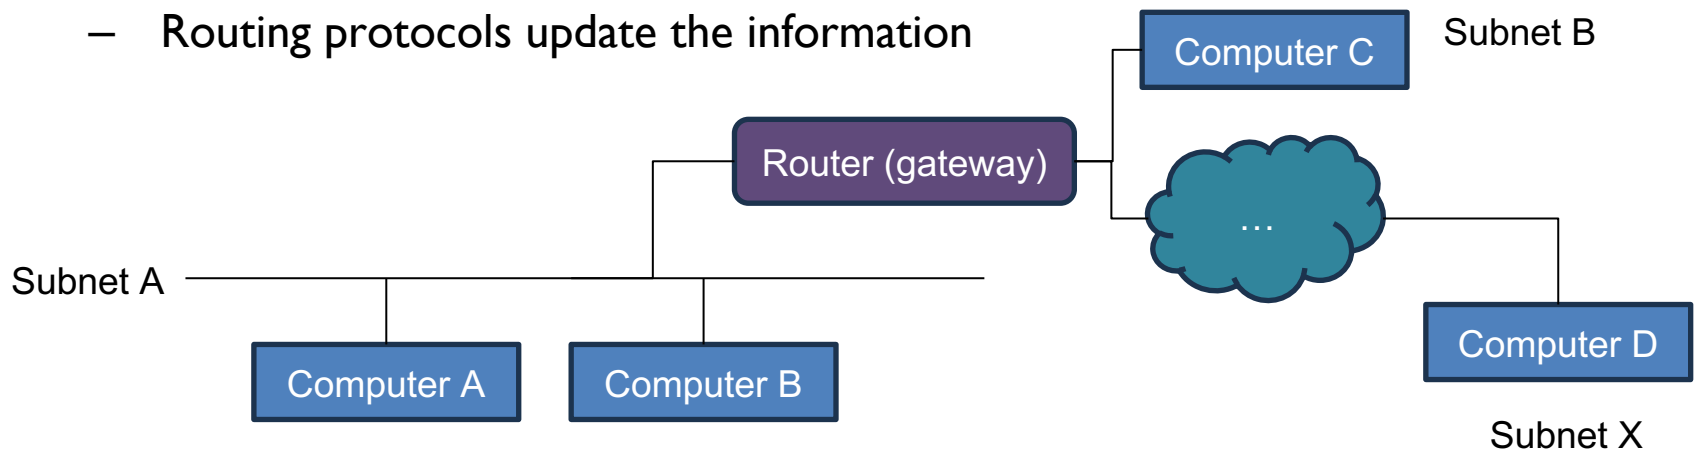 – Routing protocols update the information
Computer C
Subnet B
Router (gateway)
...
Subnet A
Computer A
Computer B
Computer D
Subnet X